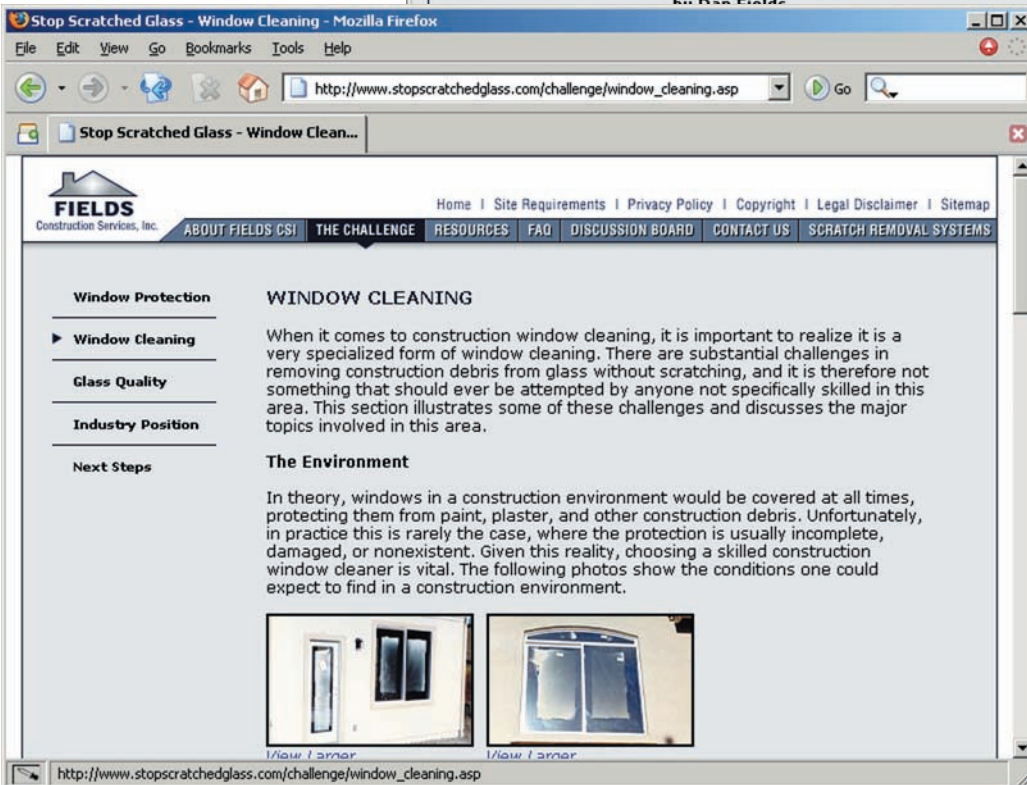 by Dan Fields
Stop Scratched Glass - Window Cleaning - Mozilla Firefox
File Edit View Go Bookmarks Tools Help
http://www.stopscratchedglass.com/challenge/window_cleaning.asp Go
Stop Scratched Glass - Window Clean...
FIELDS
Construction Services, Inc.
Home | Site Requirements | Privacy Policy | Copyright | Legal Disclaimer | Sitemap
ABOUT FIELDS CSI THE CHALLENGE RESOURCES FAQ DISCUSSION BOARD CONTACT US SCRATCH REMOVAL SYSTEMS
Window Protection
Window Cleaning
Glass Quality
Industry Position
Next Steps
WINDOW CLEANING
When it comes to construction window cleaning, it is important to realize it is a
very specialized form of window cleaning. There are substantial challenges in
removing construction debris from glass without scratching, and it is therefore not
something that should ever be attempted by anyone not specifically skilled in this
area. This section illustrates some of these challenges and discusses the major
topics involved in this area.
The Environment
In theory, windows in a construction environment would be covered at all times,
protecting them from paint, plaster, and other construction debris. Unfortunately,
in practice this is rarely the case, where the protection is usually incomplete,
damaged, or nonexistent. Given this reality, choosing a skilled construction
window cleaner is vital. The following photos show the conditions one could
expect to find in a construction environment.
View Larger View Larger
http://www.stopscratchedglass.com/challenge/window_cleaning.asp